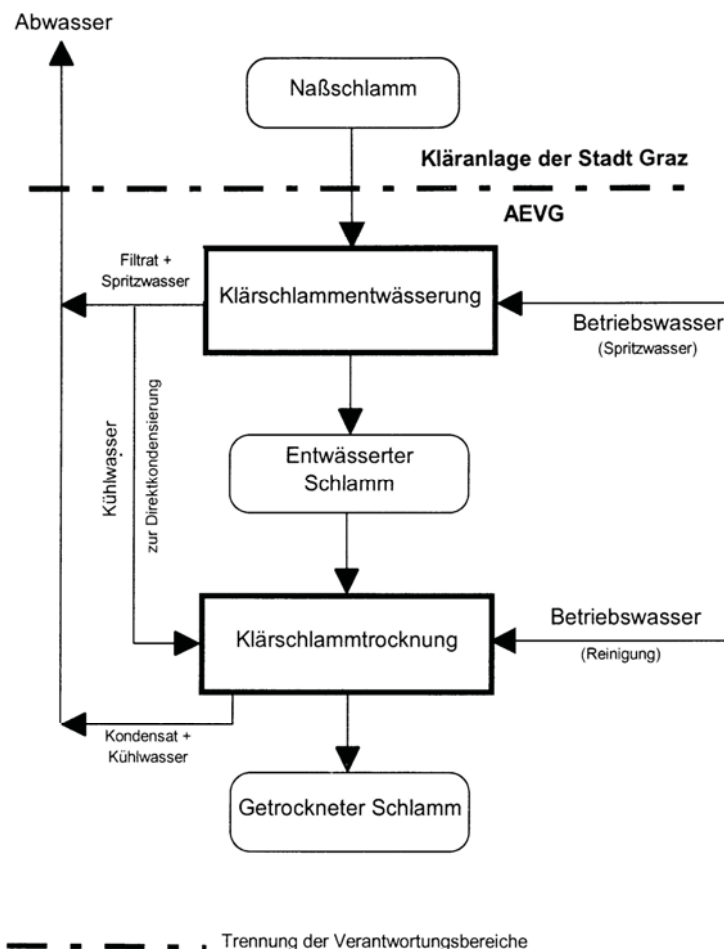 Abwasser
Naßschlamm
Kläranlage der Stadt Graz
AEVG
Filtrat +
Spritzwasser
Klärschlammentwässerung
Betriebswasser
(Spritzwasser)
Kühlwasser
zur Direktkondensierung
Entwässerter
Schlamm
Klärschlammtrocknung
Betriebswasser
(Reinigung)
Kondensat +
Kühlwasser
Getrockneter Schlamm
Trennung der Verantwortungsbereiche